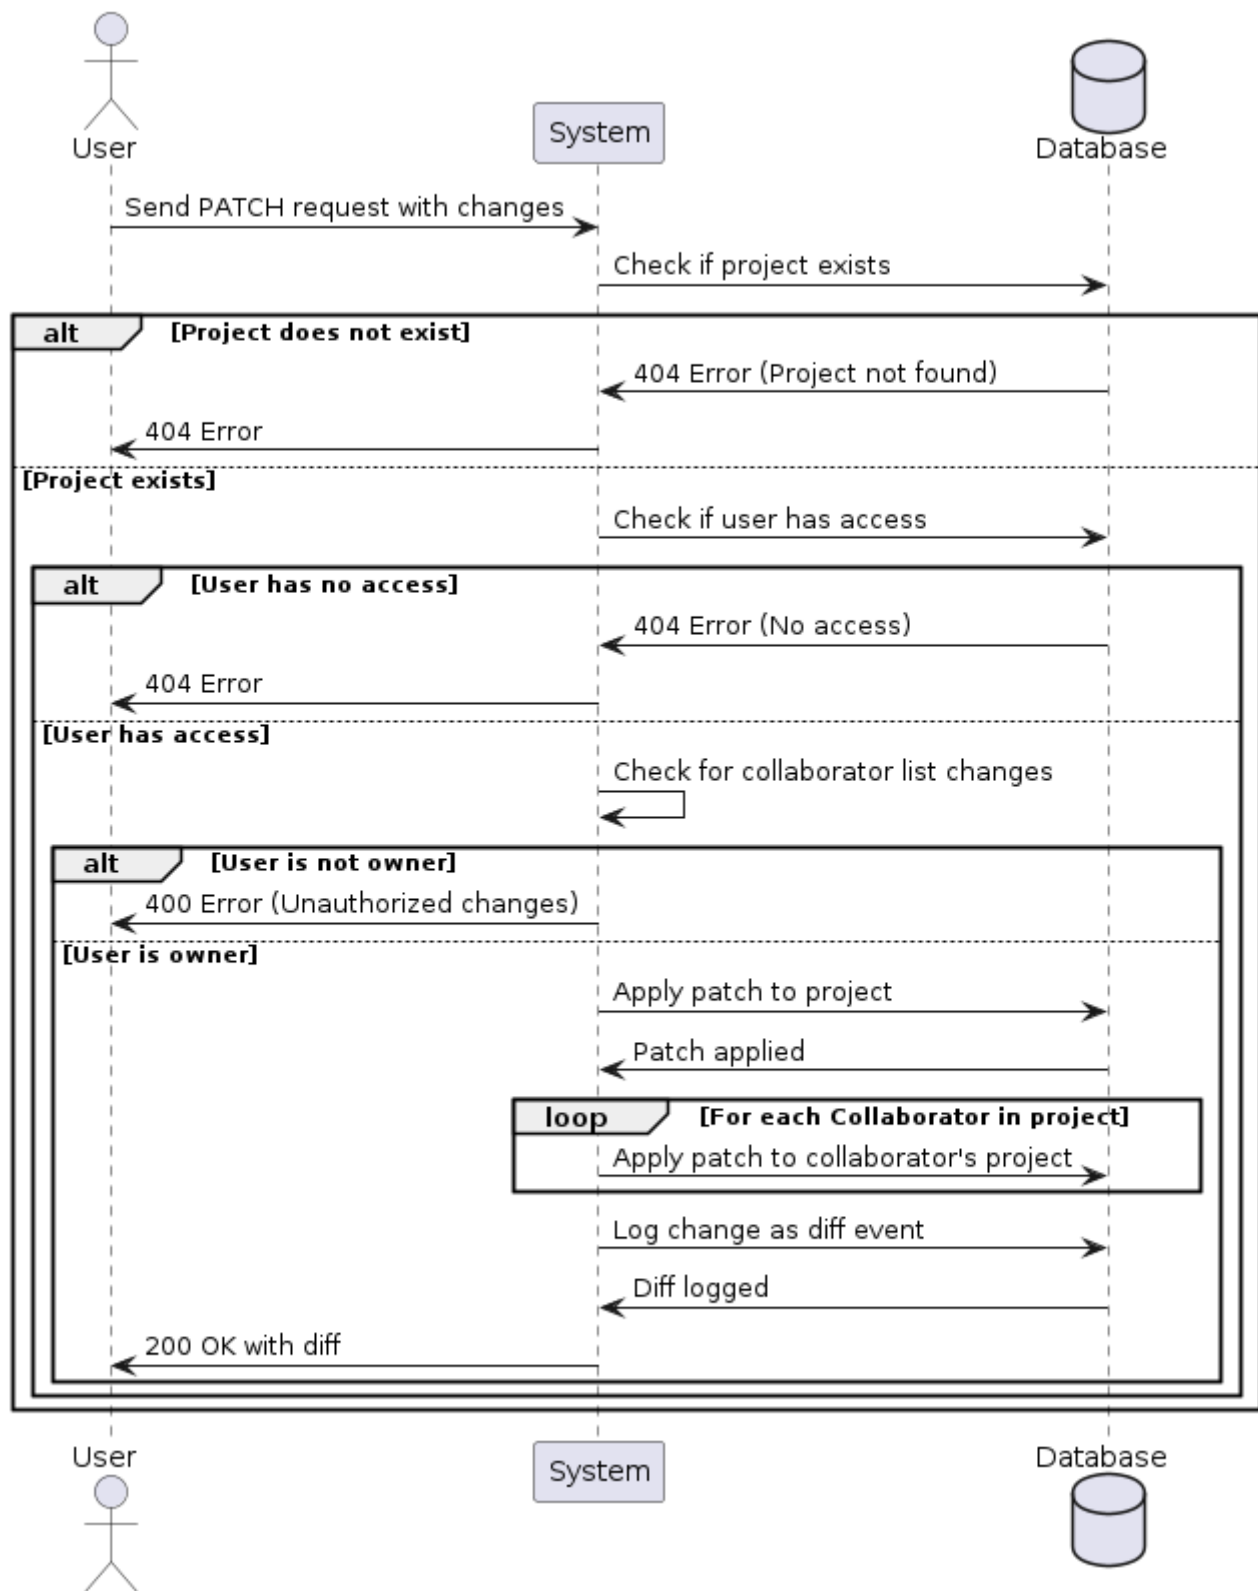 User
System
Database
Send PATCH request with changes
Check if project exists
alt [Project does not exist]
404 Error (Project not found)
404 Error
[Project exists]
Check if user has access
alt [User has no access]
404 Error (No access)
404 Error
[User has access]
Check for collaborator list changes
alt [User is not owner]
400 Error (Unauthorized changes)
[User is owner]
Apply patch to project
Patch applied
loop [For each Collaborator in project]
Apply patch to collaborator's project
Log change as diff event
Diff logged
200 OK with diff
User
System
Database